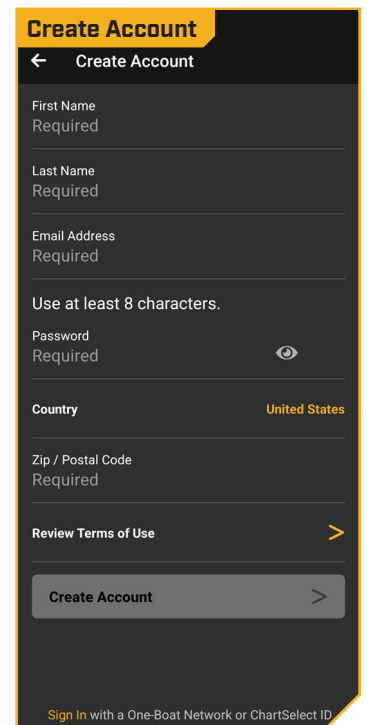 Create Account
Create Account
First Name
Required
Last Name
Required
Email Address
Required
Use at least 8 characters.
Password
Required
Country United States
Zip / Postal Code
Required
Review Terms of Use
Create Account
Sign In with a One-Boat Network or ChartSelect ID